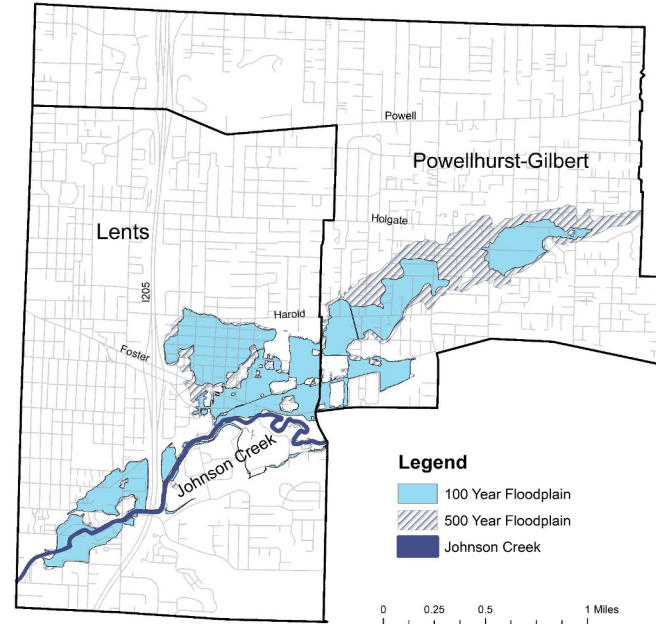 Powell
Powellhurst-Gilbert
Holgate
Lents
I205
Harold
Foster
Johnson Creek
Legend
100 Year Floodplain
500 Year Floodplain
Johnson Creek
0 0.25 0.5 1 Miles